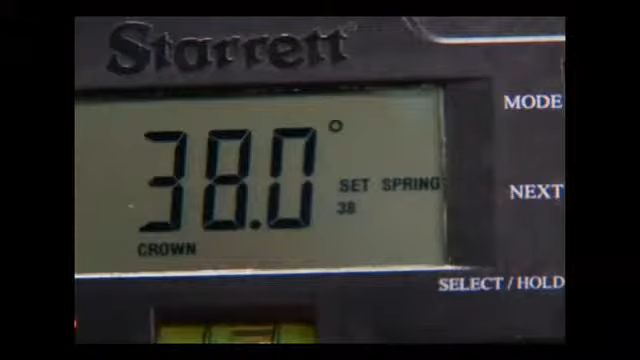 Starrett
MODE
38.0°
SET SPRING
NEXT
38
CROWN
SELECT / HOLD